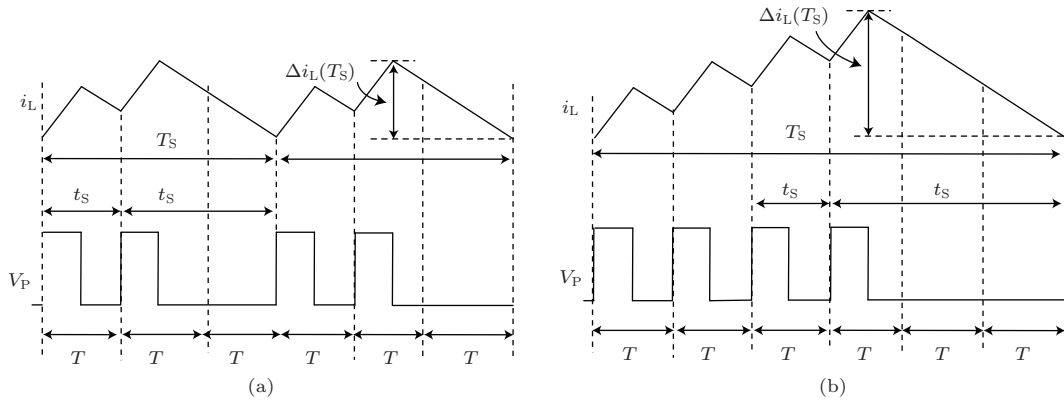 Δi_L(T_S)
i_L
T_S
t_S t_S
V_P
T T T T T T
(a)
Δi_L(T_S)
i_L
T_S
t_S t_S
V_P
T T T T T T
(b)